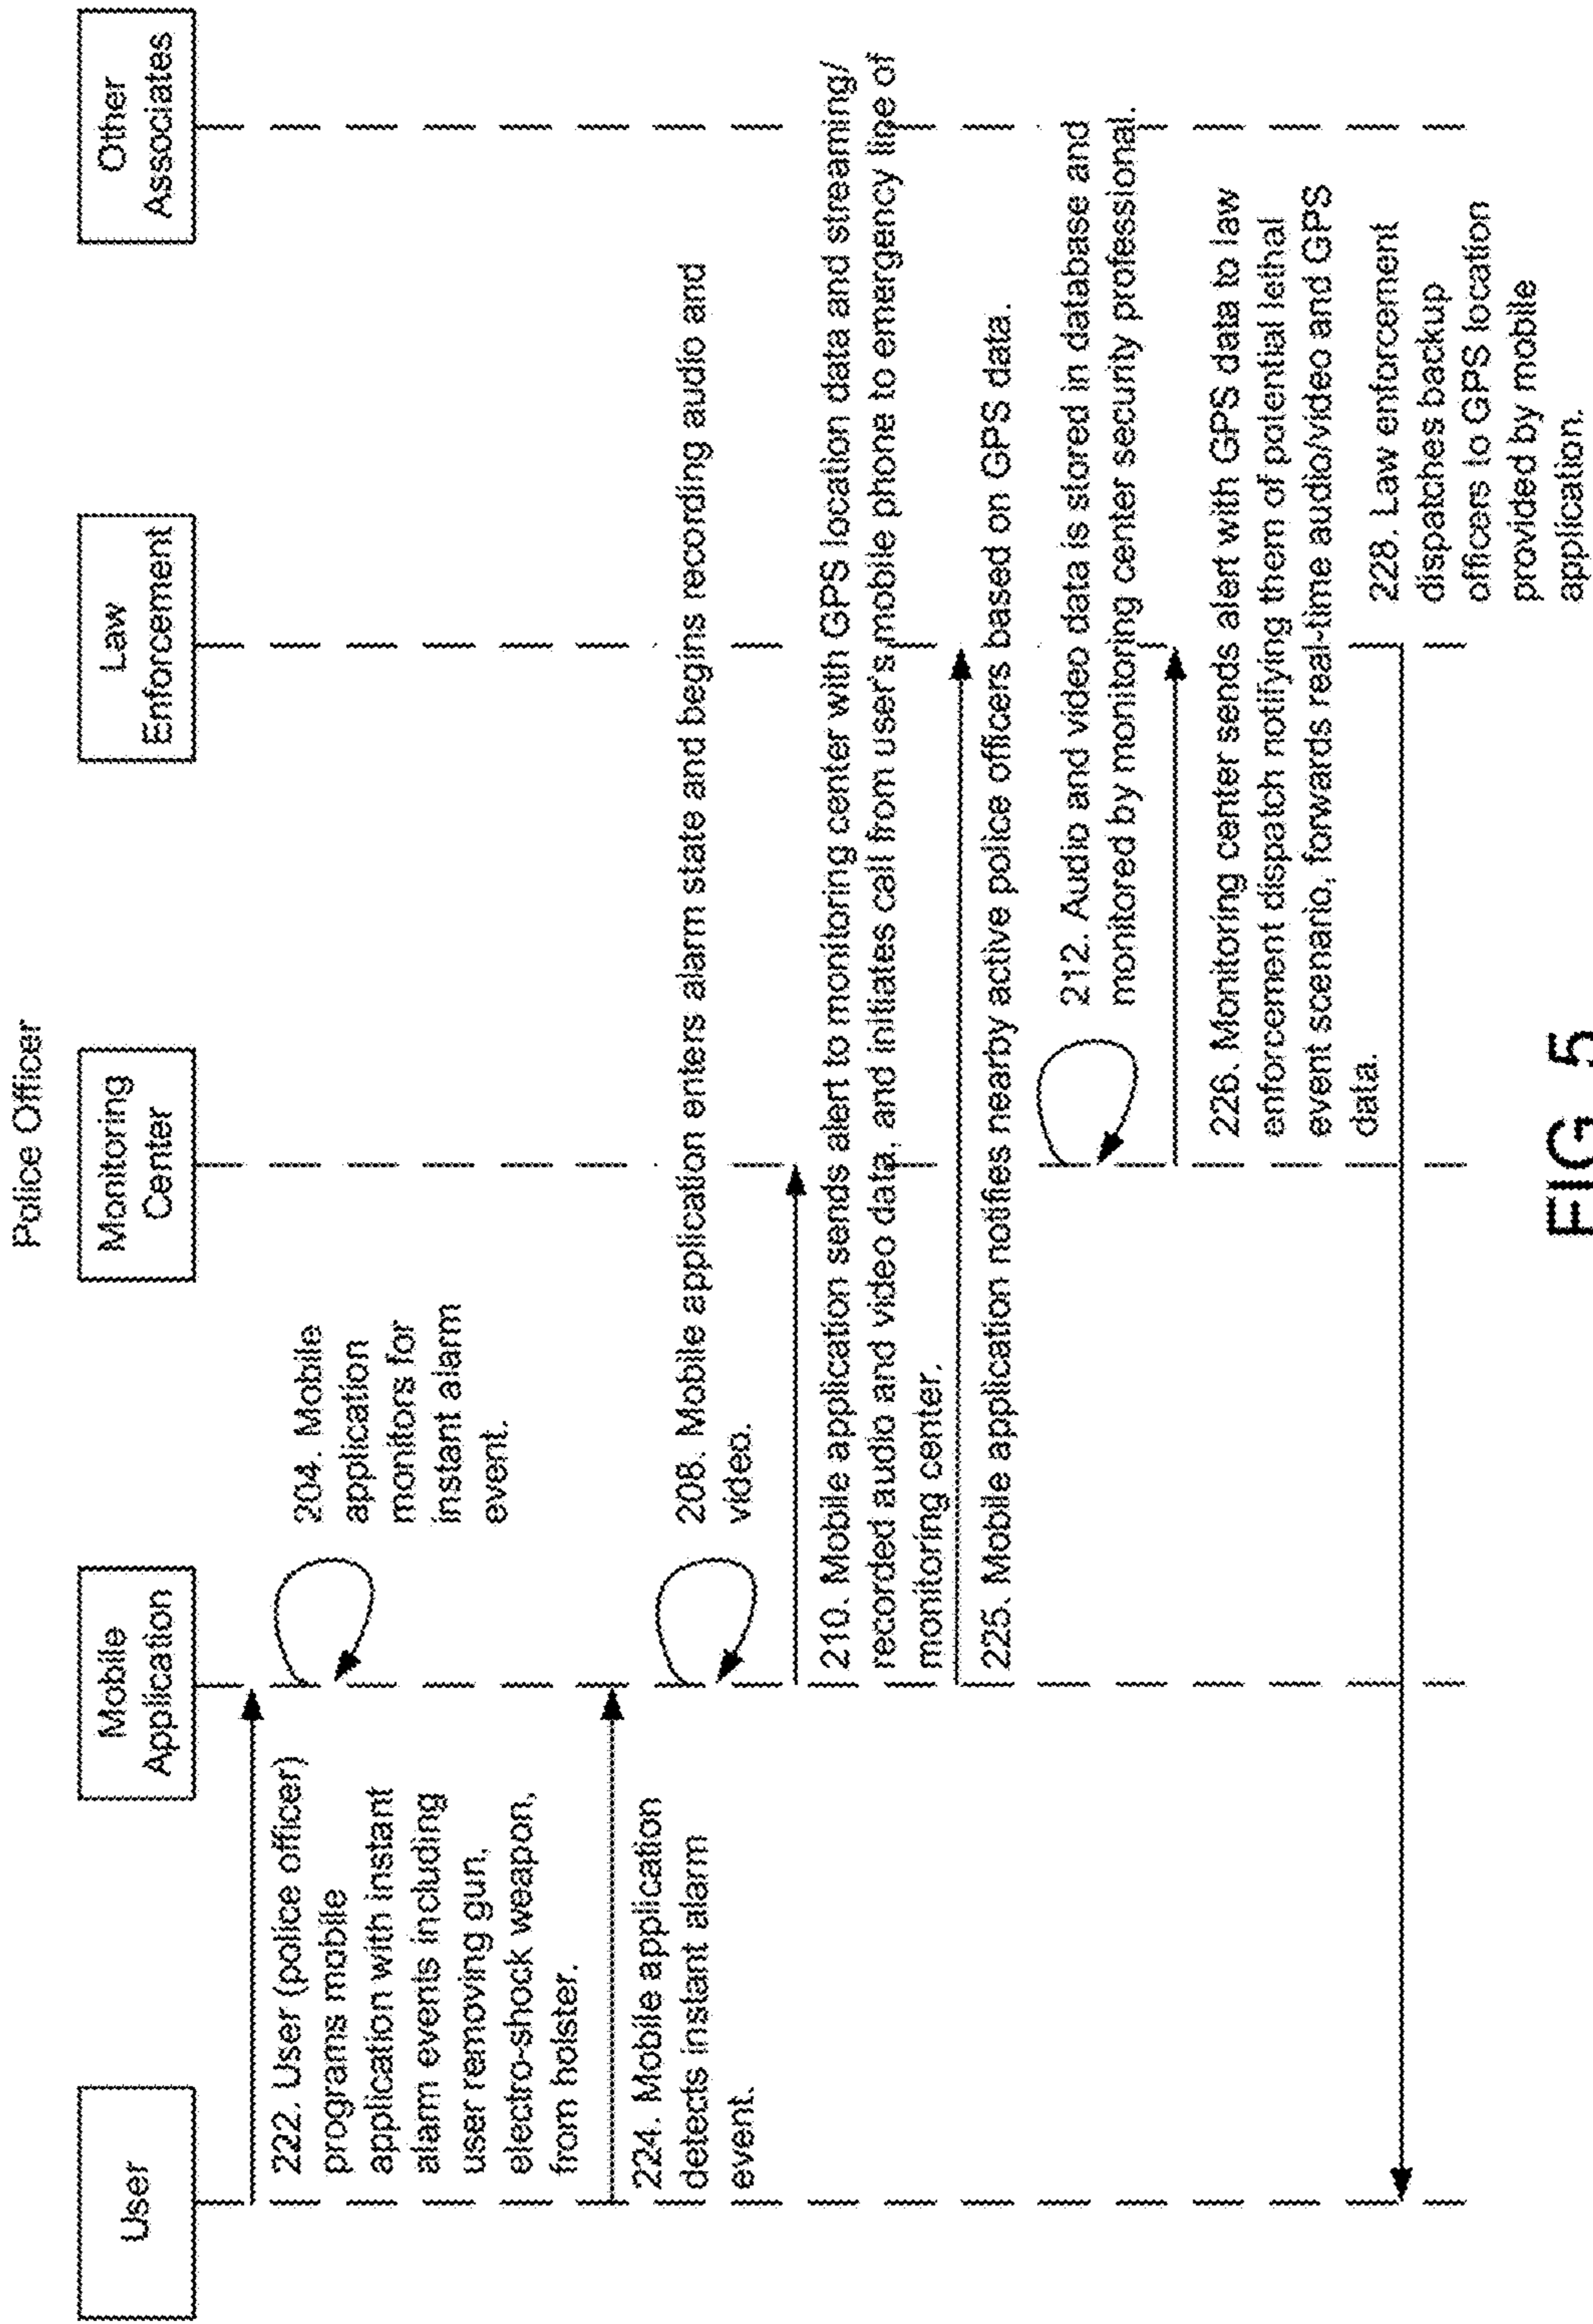 Police Officer
User
Mobile
Application
Monitoring
Center
Law
Enforcement
Other
Associates
222. User (police officer)
programs mobile
application with instant
alarm events including
user removing gun,
electro-shock weapon,
from holster.
204. Mobile
application
monitors for
instant alarm
event.
224. Mobile application
detects instant alarm
event.
208. Mobile application enters alarm state and begins recording audio and
video.
210. Mobile application sends alert to monitoring center with GPS location data and streaming/
recorded audio and video data, and initiates call from user's mobile phone to emergency line of
monitoring center.
225. Mobile application notifies nearby active police officers based on GPS data.
212. Audio and video data is stored in database and
monitored by monitoring center security professional.
226. Monitoring center sends alert with GPS data to law
enforcement dispatch notifying them of potential lethal
event scenario, forwards real-time audio/video and GPS
data.
228. Law enforcement
dispatches backup
officers to GPS location
provided by mobile
application.
FIG 5